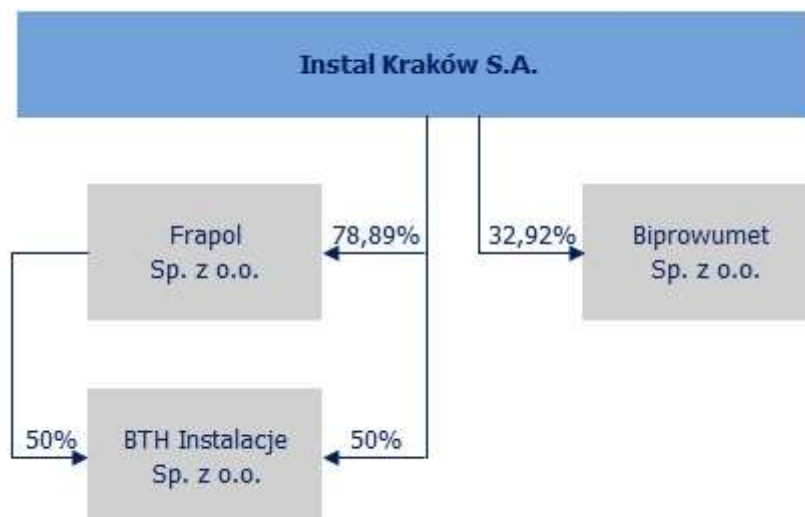 Instal Kraków S.A.
Frapol
Sp. z o.o.
78,89%
32,92%
Biprowumet
Sp. z o.o.
50%
BTH Instalacje
Sp. z o.o.
50%